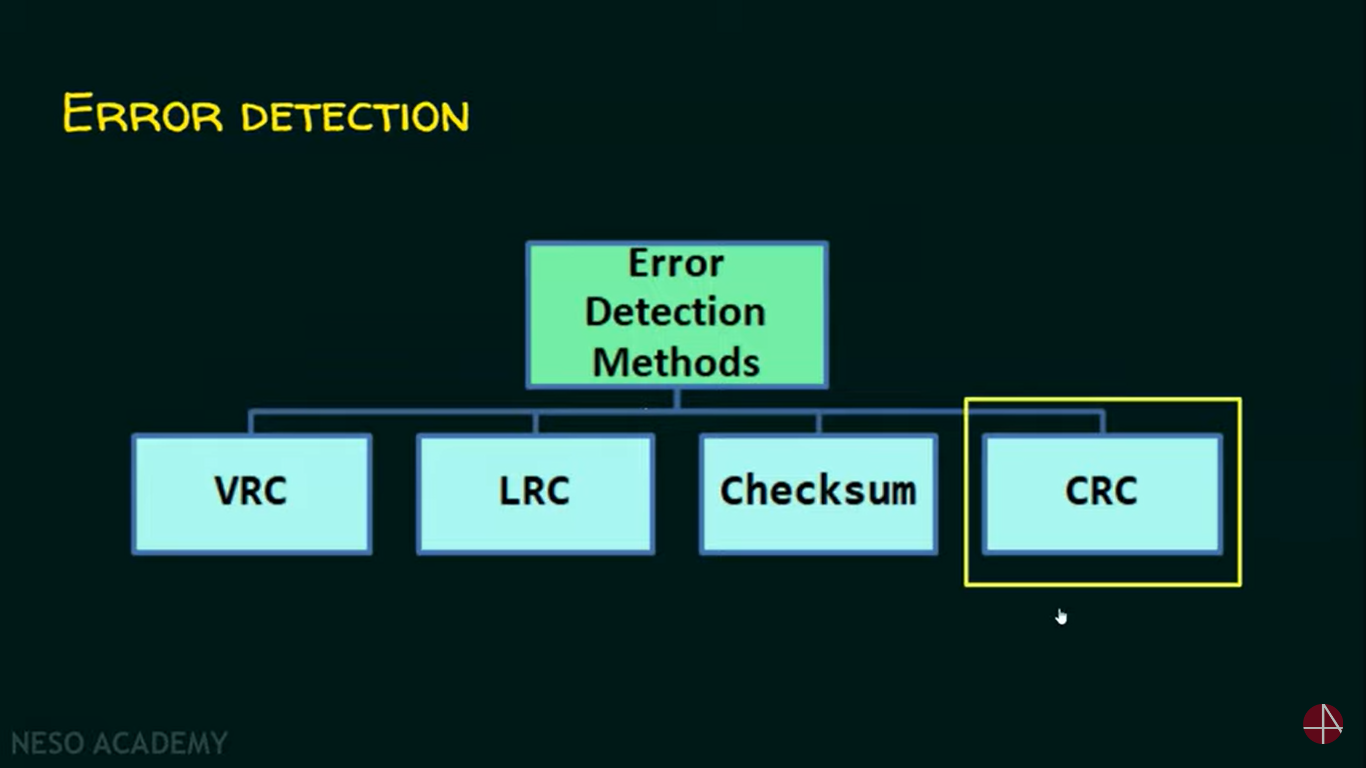 Error detection
Error
Detection
Methods
VRC
LRC
Checksum
CRC
NESO ACADEMY